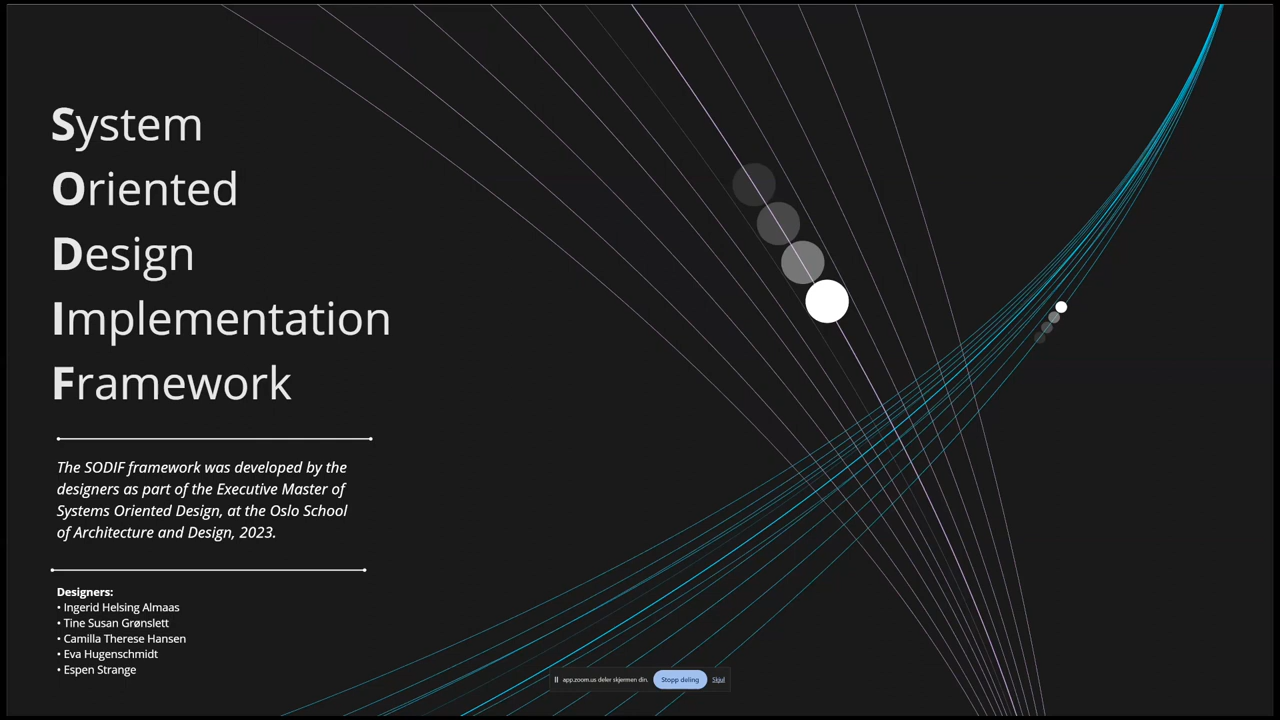 System
Oriented
Design
Implementation
Framework
The SODIF framework was developed by the
designers as part of the Executive Master of
Systems Oriented Design, at the Oslo School
of Architecture and Design, 2023.
Designers:
• Ingerid Helsing Almaas
• Tine Susan Grønslett
• Camilla Therese Hansen
• Eva Hugenschmidt
• Espen Strange
app.zoom.us deler skjermen din. Stopp deling Skjul